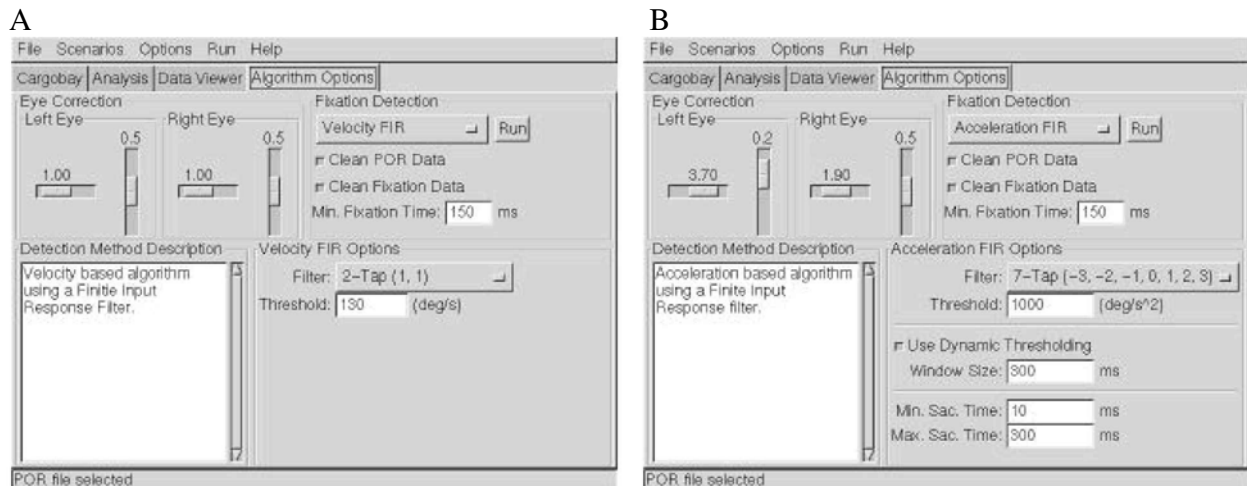 A
File Scenarios Options Run Help
Cargobay Analysis Data Viewer Algorithm Options
Eye Correction
Left Eye
0.5
1.00
Right Eye
0.5
1.00
Fixation Detection
Velocity FIR Run
Clean POR Data
Clean Fixation Data
Min. Fixation Time: 150 ms
Detection Method Description
Velocity based algorithm
using a Finitie Input
Response Filter.
Velocity FIR Options
Filter: 2-Tap (1, 1)
Threshold: 130 (deg/s)
POR file selected
B
File Scenarios Options Run Help
Cargobay Analysis Data Viewer Algorithm Options
Eye Correction
Left Eye
0.2
3.70
Right Eye
0.5
1.90
Fixation Detection
Acceleration FIR Run
Clean POR Data
Clean Fixation Data
Min. Fixation Time: 150 ms
Detection Method Description
Acceleration based algorithm
using a Finite Input
Response filter.
Acceleration FIR Options
Filter: 7-Tap (-3, -2, -1, 0, 1, 2, 3)
Threshold: 1000 (deg/s^2)
Use Dynamic Thresholding
Window Size: 300 ms
Min. Sac. Time: 10 ms
Max. Sac. Time: 300 ms
POR file selected